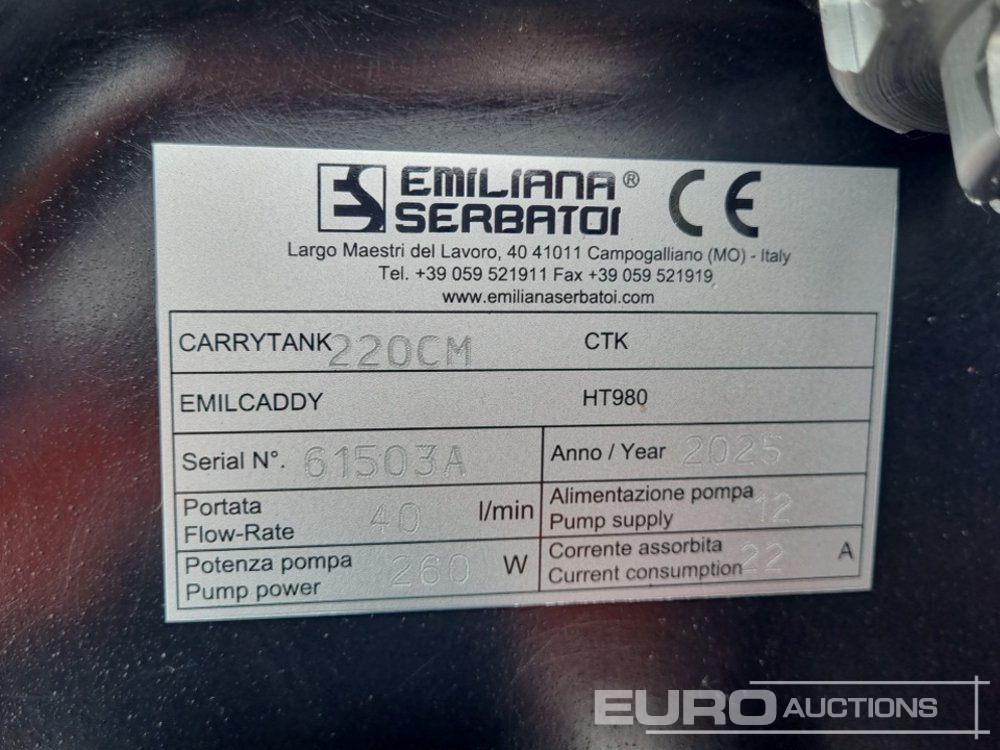 ES EMILIANA® CE
SERBATOI
Largo Maestri del Lavoro, 40 41011 Campogalliano (MO) - Italy
Tel. +39 059 521911 Fax +39 059 521919
www.emilianaserbatoi.com
CARRYTANK 220CM CTK
EMILCADDY HT980
Serial N°. 61503A Anno / Year 2025
Portata 40 l/min Alimentazione pompa 12
Flow-Rate Pump supply
Potenza pompa 260 W Corrente assorbita 22 A
Pump power Current consumption
EURO AUCTIONS